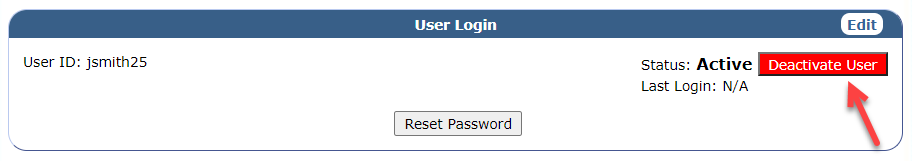 User Login
Edit
User ID: jsmith25
Status: Active Deactivate User
Last Login: N/A
Reset Password